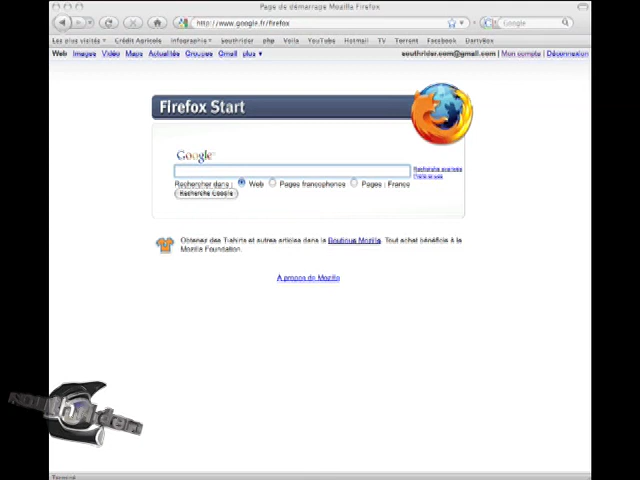 Page de démarrage Mozilla Firefox
http://www.google.fr/firefox
Google
Les plus visités Crédit Agricole Infographie southrider php Voila YouTube Hotmail TV Torrent Facebook DartyBox
Web Images Vidéo Maps Actualités Groupes Gmail plus ▼
southrider.com@gmail.com | Mon compte | Déconnexion
Firefox Start
Google
Recherche avancée
Rechercher dans : Web Pages francophones Pages : France
Recherche Google
Obtenez des T-shirts et autres articles dans la Boutique Mozilla. Tout achat bénéficie à la
Mozilla Foundation.
A propos de Mozilla
Terminé